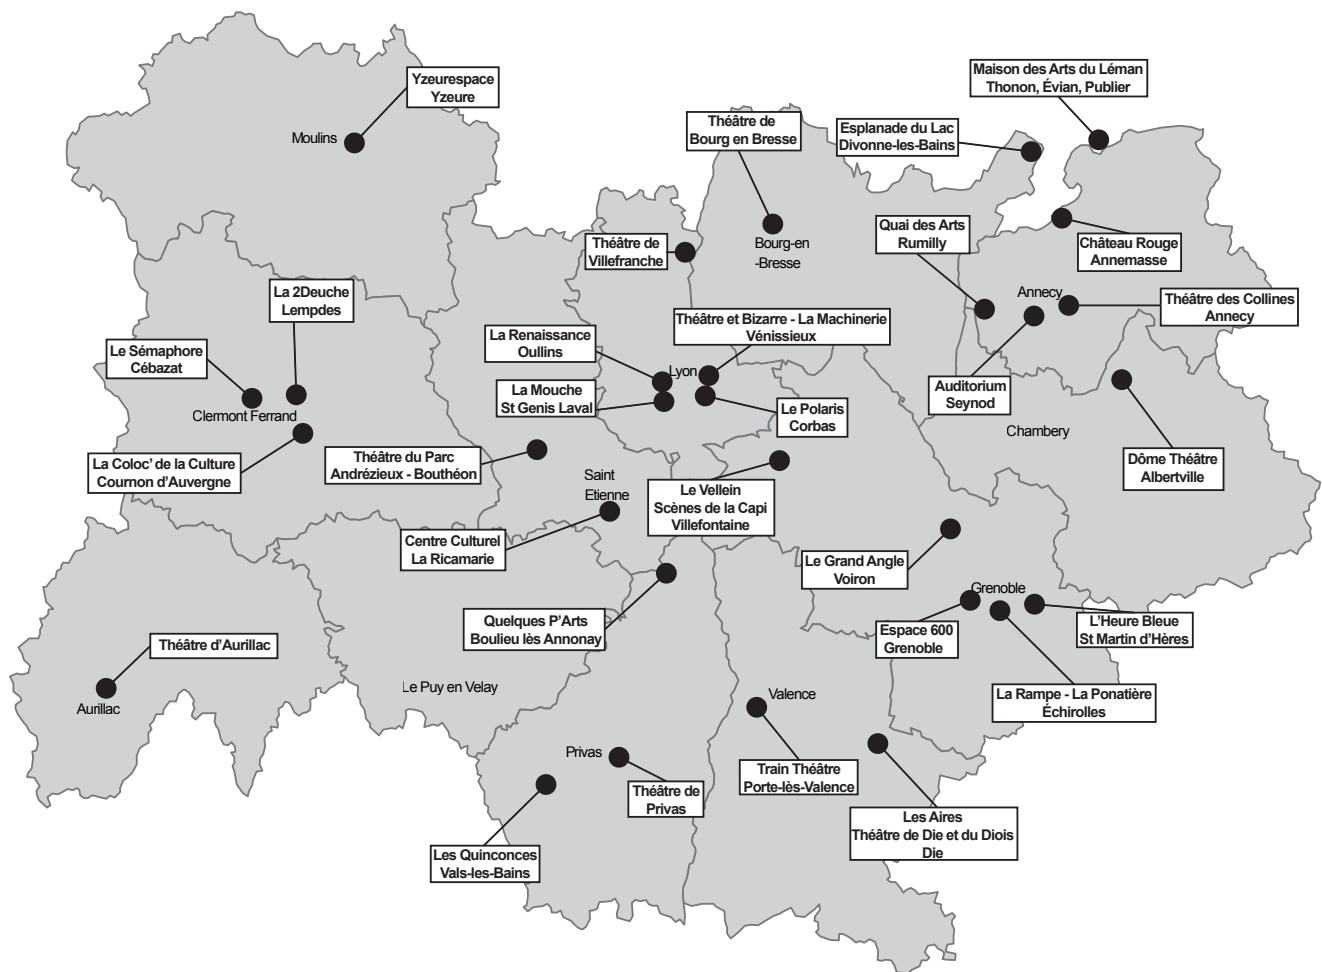 Maison des Arts du Léman
Thonon, Évian, Publier
Yzeurespace
Yzeure
Moulins
Théâtre de
Bourg en Bresse
Esplanade du Lac
Divonne-les-Bains
Quai des Arts
Rumilly
Château Rouge
Annemasse
Théâtre de
Villefranche
Bourg-en
-Bresse
La 2Deuche
Lempdes
Annecy
Théâtre des Collines
Annecy
Théâtre et Bizarre - La Machinerie
Vénissieux
La Renaissance
Oullins
Le Sémaphore
Cébazat
Lyon
La Mouche
St Genis Laval
Auditorium
Seynod
Le Polaris
Corbas
Clermont Ferrand
Chambery
La Coloc' de la Culture
Cournon d'Auvergne
Théâtre du Parc
Andrézieux - Bouthéon
Dôme Théâtre
Albertville
Saint
Etienne
Le Vellein
Scènes de la Capi
Villefontaine
Centre Culturel
La Ricamarie
Le Grand Angle
Voiron
Grenoble
Quelques P'Arts
Boulieu lès Annonay
Espace 600
Grenoble
L'Heure Bleue
St Martin d'Hères
Théâtre d'Aurillac
Aurillac
Le Puy en Velay
Valence
La Rampe - La Ponatière
Échirolles
Privas
Théâtre de
Privas
Train Théâtre
Porte-lès-Valence
Les Aires
Théâtre de Die et du Diois
Die
Les Quinconces
Vals-les-Bains